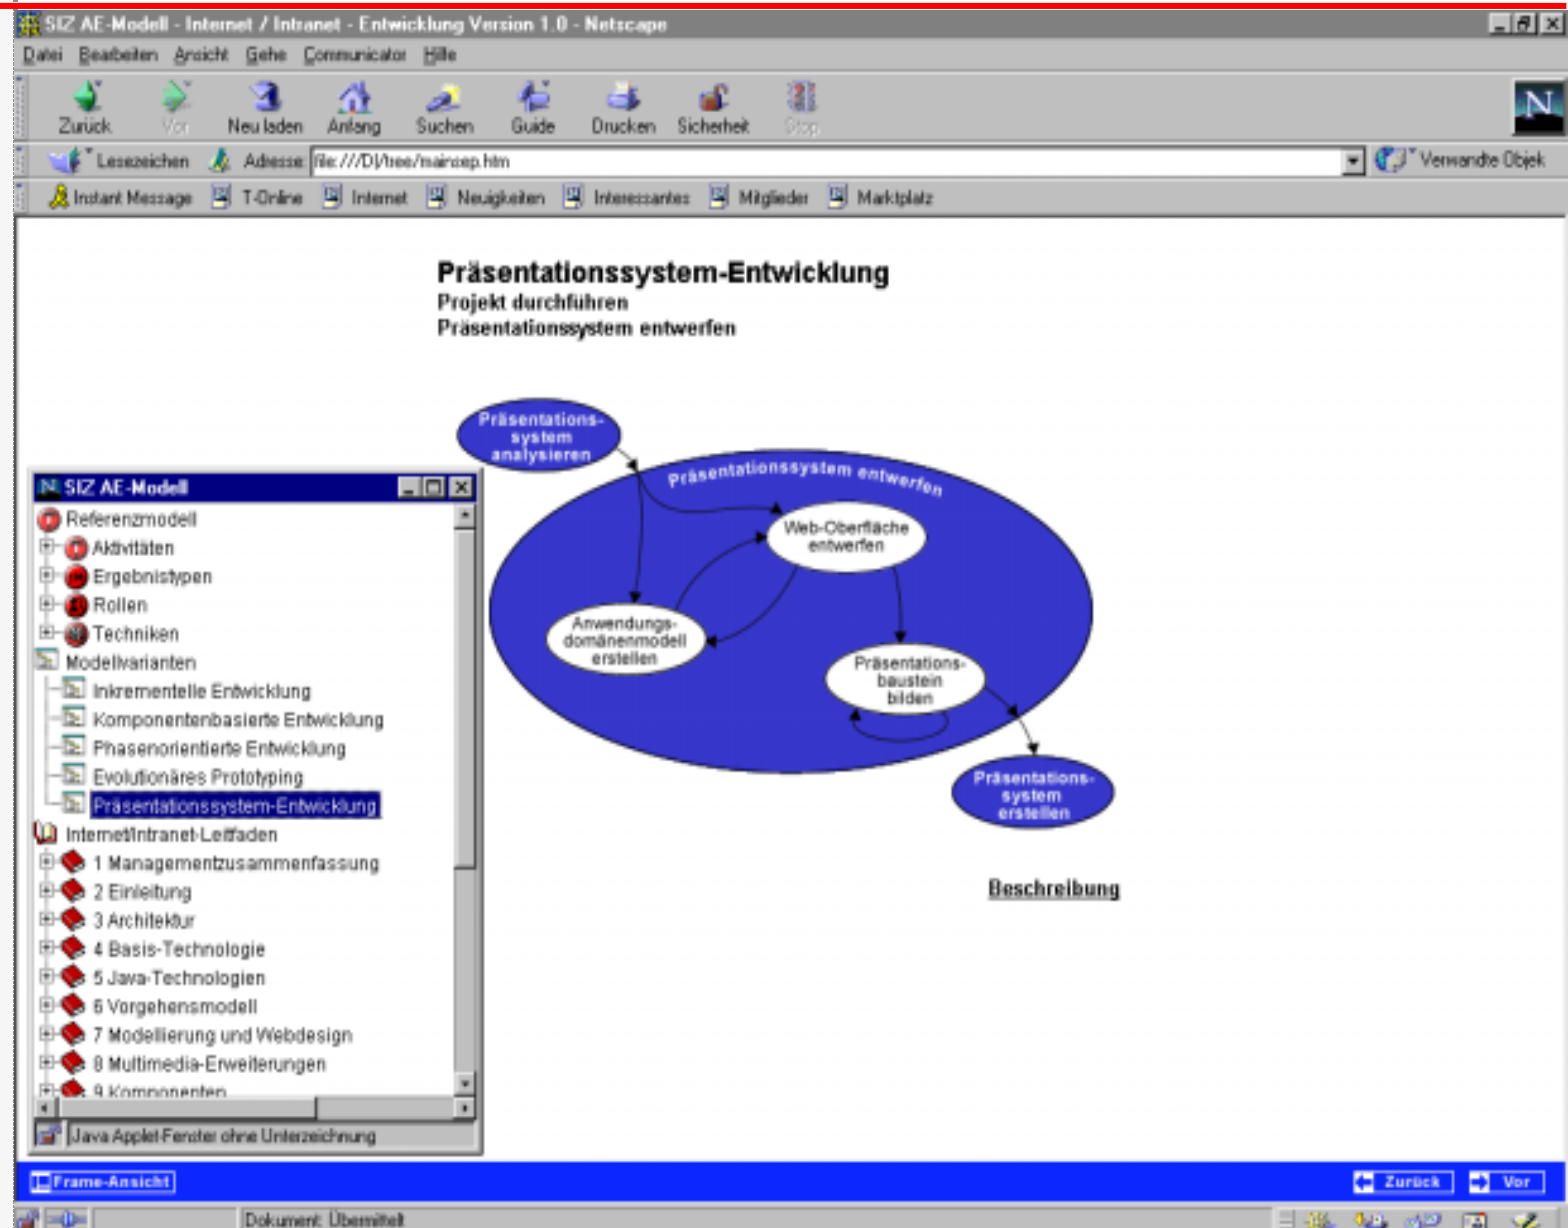 SIZ AE-Modell - Internet / Intranet - Entwicklung Version 1.0 - Netscape
Datei Bearbeiten Ansicht Gehe Communicator Hilfe
Zurück Vor Neu laden Anfang Suchen Guide Drucken Sicherheit Stop
N
Lesezeichen Adresse: file:///D|/tree/mainsep.htm Verwandte Objek
Instant Message T-Online Internet Neuigkeiten Interessantes Mitglieder Marktplatz
Präsentationssystem-Entwicklung
Projekt durchführen
Präsentationssystem entwerfen
Präsentations-
system
analysieren
Präsentationssystem entwerfen
Web-Oberfläche
entwerfen
Anwendungs-
domänenmodell
erstellen
Präsentations-
baustein
bilden
Präsentations-
system
erstellen
Beschreibung
N SIZ AE-Modell
Referenzmodell
Aktivitäten
Ergebnistypen
Rollen
Techniken
Modellvarianten
Inkrementelle Entwicklung
Komponentenbasierte Entwicklung
Phasenorientierte Entwicklung
Evolutionäres Prototyping
Präsentationssystem-Entwicklung
Internet/Intranet-Leitfaden
1 Managementzusammenfassung
2 Einleitung
3 Architektur
4 Basis-Technologie
5 Java-Technologien
6 Vorgehensmodell
7 Modellierung und Webdesign
8 Multimedia-Erweiterungen
9 Komponenten
Java Applet-Fenster ohne Unterzeichnung
Frame-Ansicht Zurück Vor
Dokument: Übermittelt